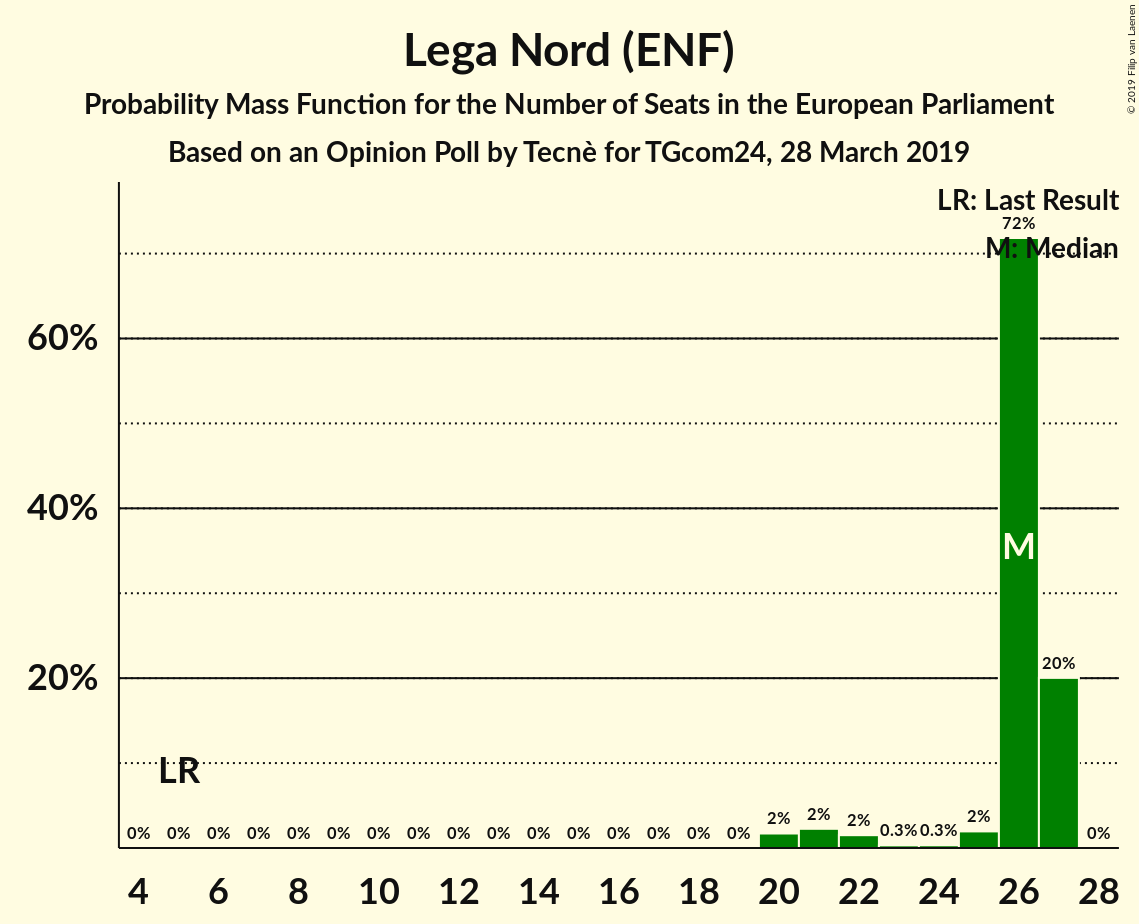 Lega Nord (ENF)
Probability Mass Function for the Number of Seats in the European Parliament
Based on an Opinion Poll by Tecnè for TGcom24, 28 March 2019
© 2019 Filip van Laenen
LR: Last Result
M: Median
72%
60%
40%
M
20%
20%
LR
0% 0% 0% 0% 0% 0% 0% 0% 0% 0% 0% 0% 0% 0% 0% 0% 2% 2% 2% 0.3% 0.3% 2% 0%
4 6 8 10 12 14 16 18 20 22 24 26 28